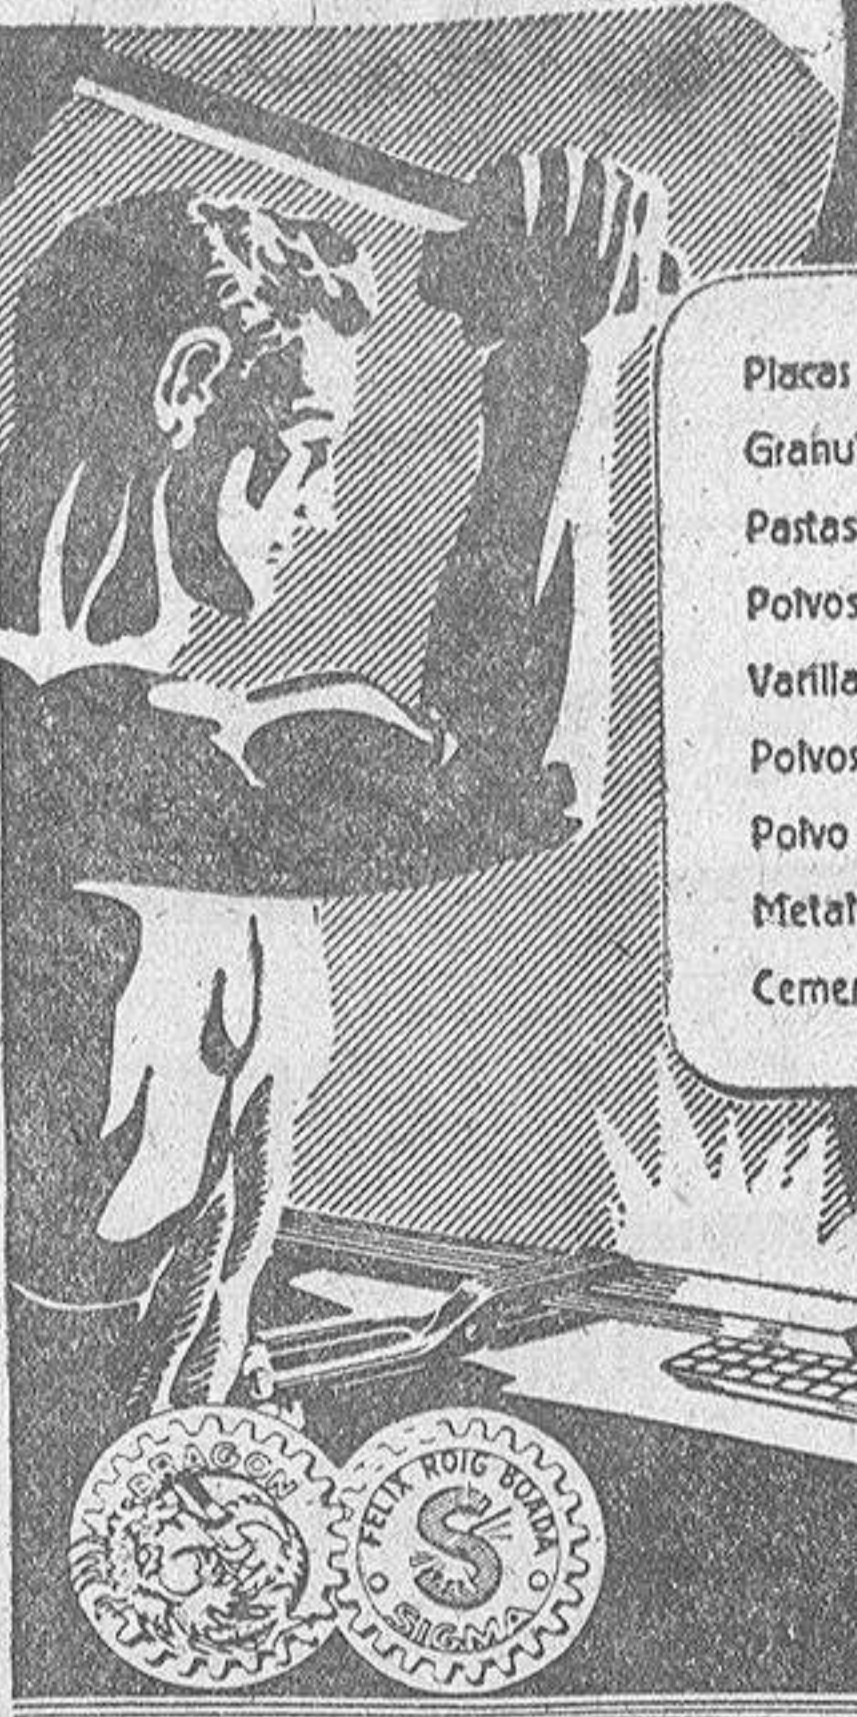 Placas
Granu
Pastas
Polvos
Varilla
Polvos
Polvo
Metal
Cemen
DRAGON
FELIX ROIG BOADA
S
SIGMA